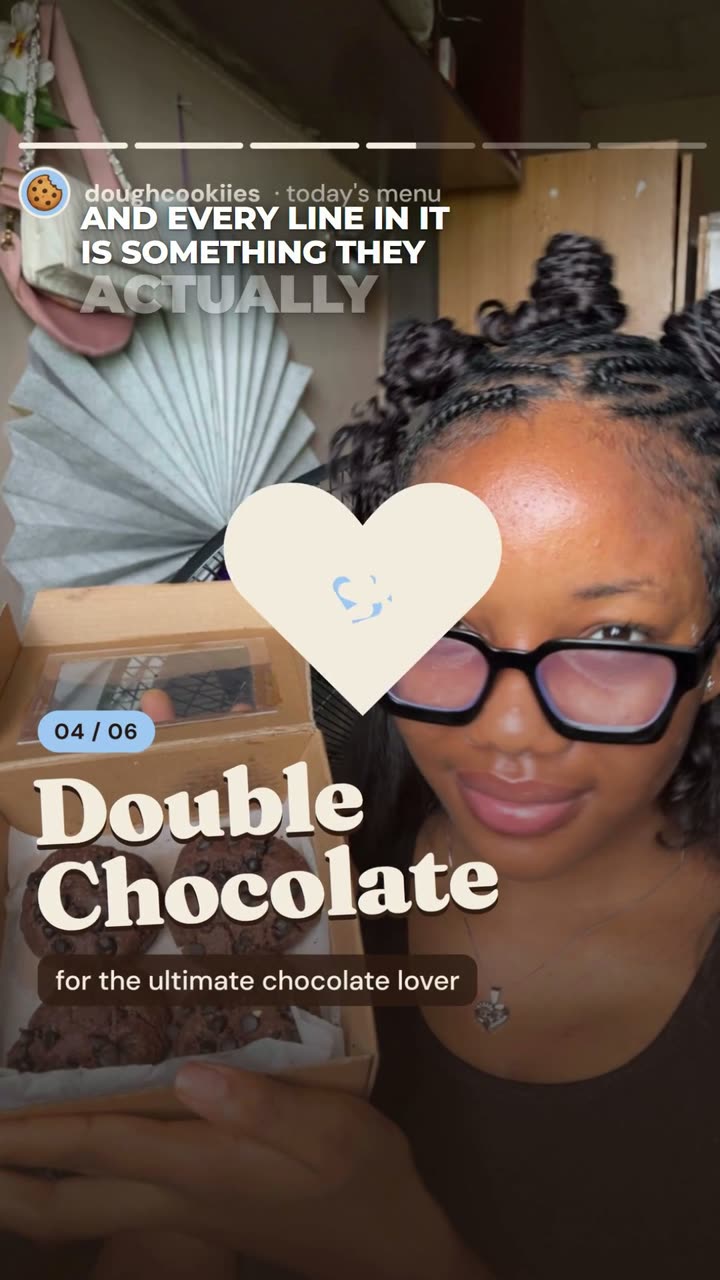 doughcookiies · today's menu
AND EVERY LINE IN IT
IS SOMETHING THEY
ACTUALLY
04 / 06
Double
Chocolate
for the ultimate chocolate lover